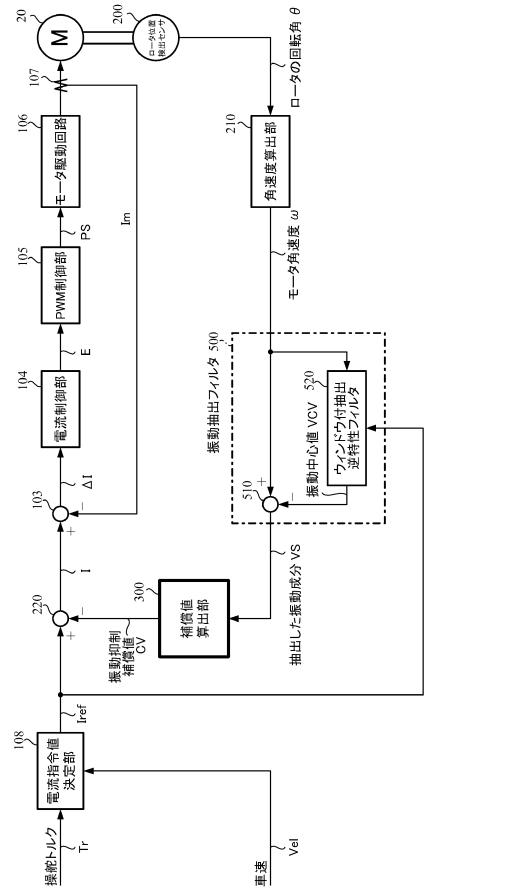 操舵トルク
Tr
車速
Vel
108
電流指令値
決定部
Iref
220
+
−
I
振動抑制
補償値
CV
300
補償値
算出部
抽出した振動成分 VS
103
+
−
ΔI
104
電流制御部
E
105
PWM制御部
PS
106
モータ駆動回路
Im
107
20
M
200
ロータ位置
検出センサ
ロータの回転角 θ
210
角速度算出部
モータ角速度 ω
振動抽出フィルタ 500
510
+
−
振動中心値 VCV
520
ウィンドウ付抽出
逆特性フィルタ